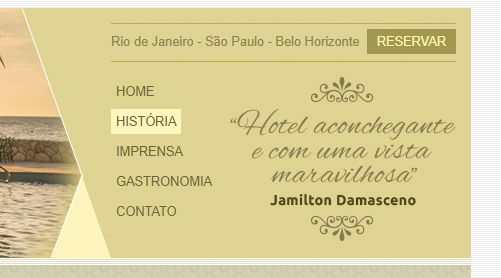 Rio de Janeiro - São Paulo - Belo Horizonte RESERVAR
HOME
HISTÓRIA
IMPRENSA
GASTRONOMIA
CONTATO
“Hotel aconchegante
e com uma vista
maravilhosa”
Jamilton Damasceno